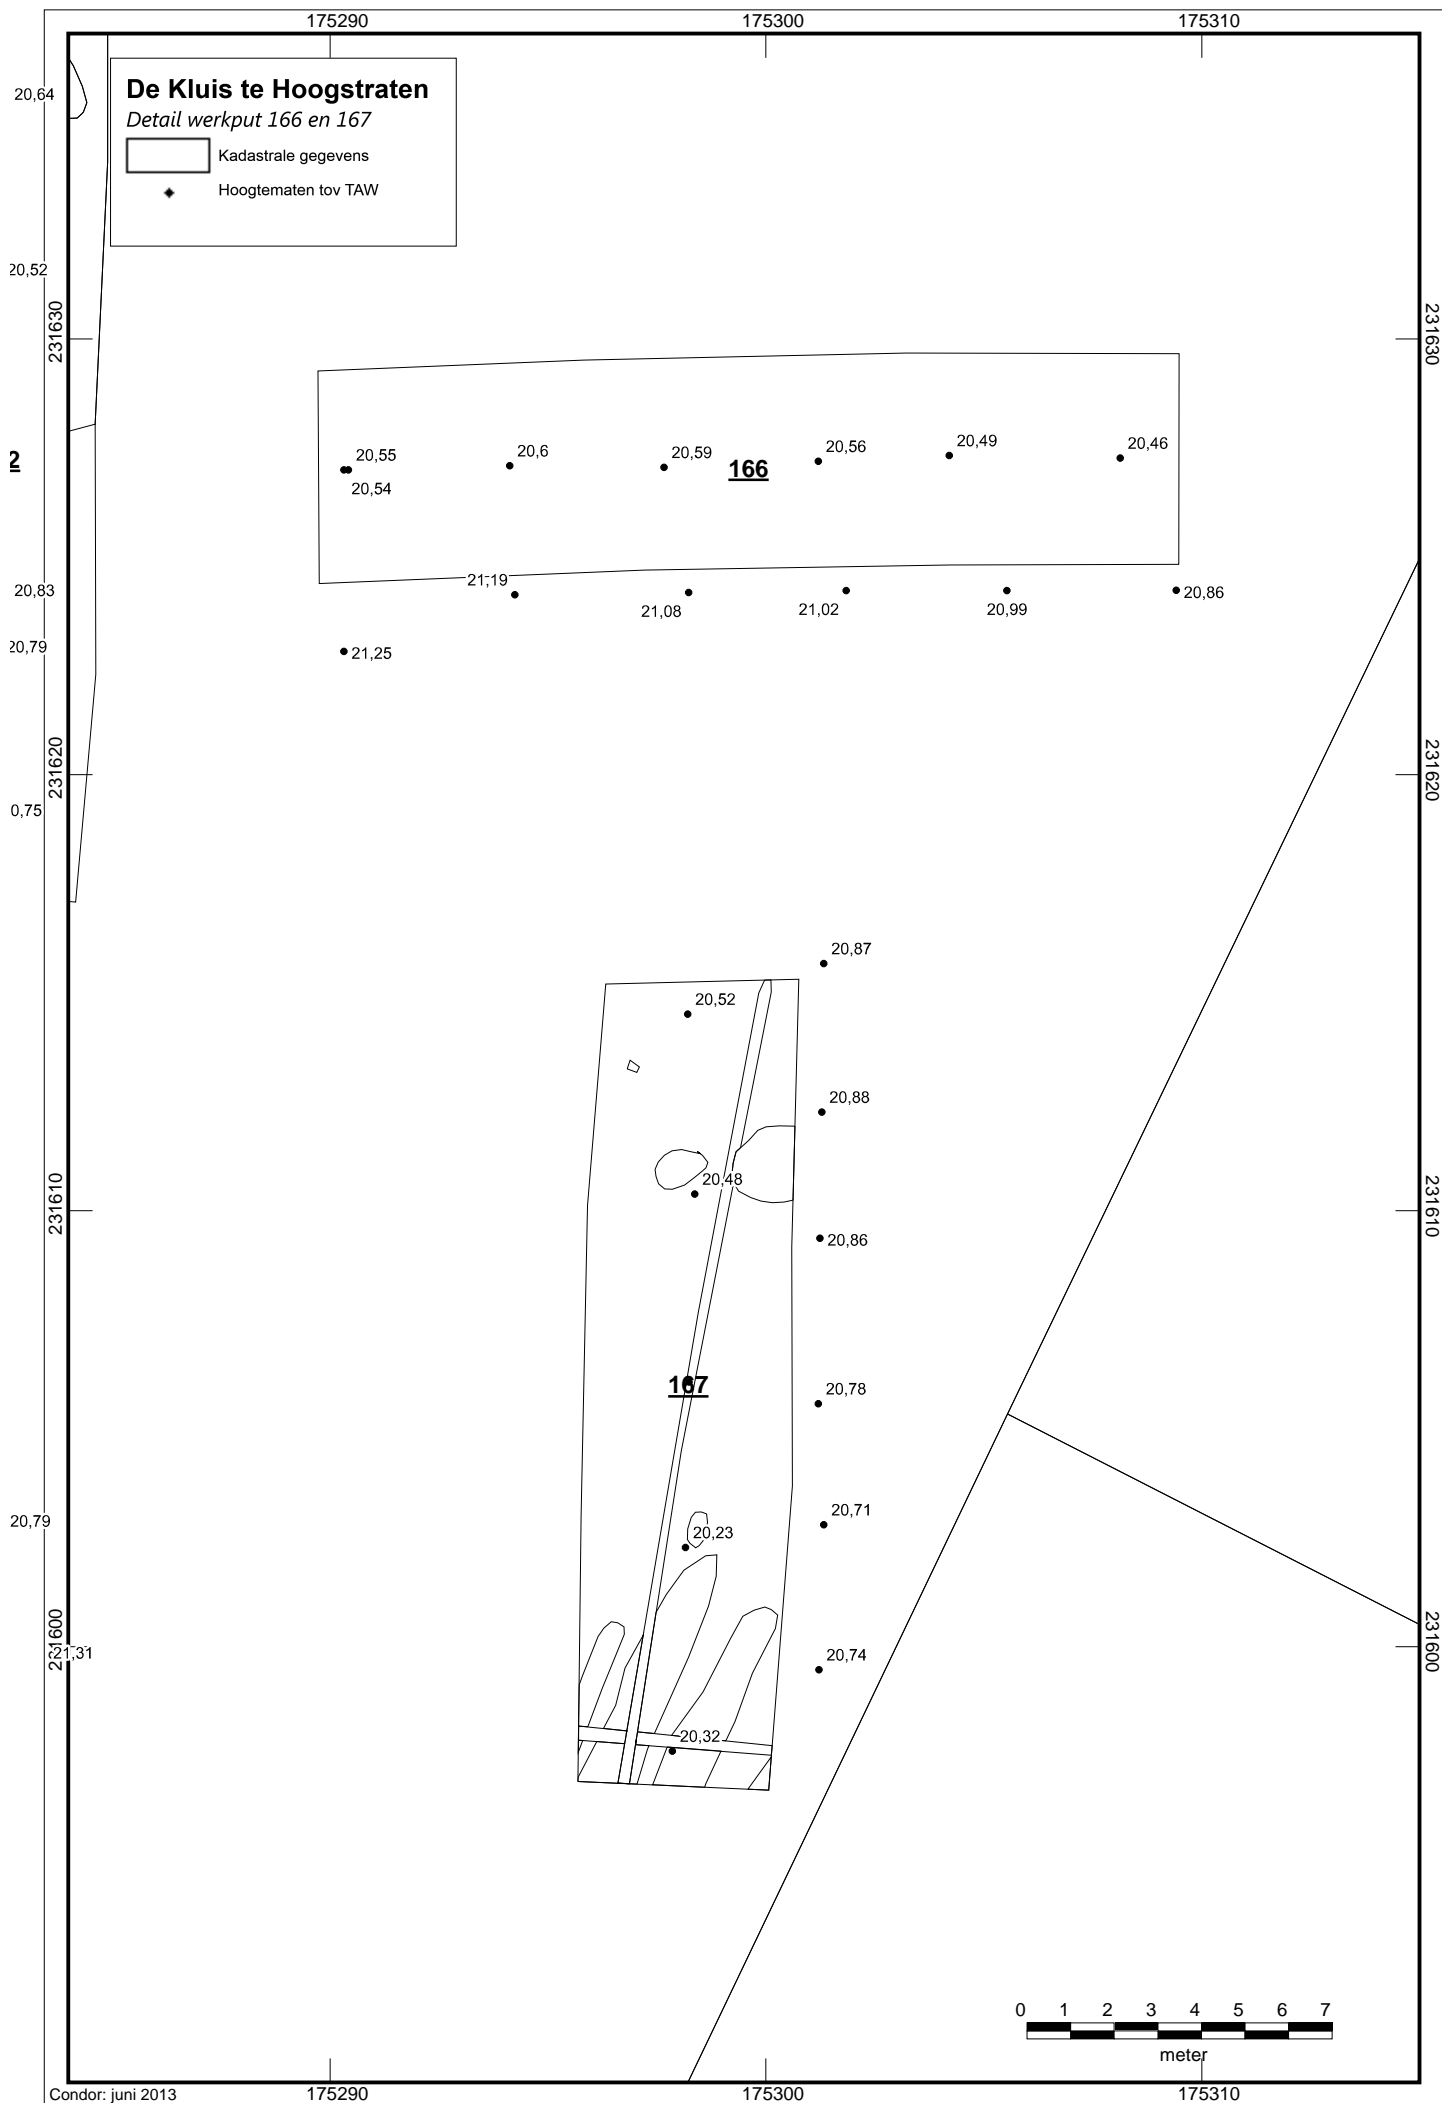 175290 175300 175310
De Kluis te Hoogstraten
Detail werkput 166 en 167
Kadastrale gegevens
Hoogtematen tov TAW
20,64
20,52
231630 231630
20,55 20,6 20,59 20,56 20,49 20,46
2 166
20,54
20,83 21,19 21,08 21,02 20,99 20,86
20,79 21,25
231620 231620
0,75
20,87
20,52
20,88
20,48
231610 231610
20,86
167
20,78
20,79 20,71
20,23
231600 231600
21,31 20,74
20,32
0 1 2 3 4 5 6 7
meter
Condor: juni 2013
175290 175300 175310